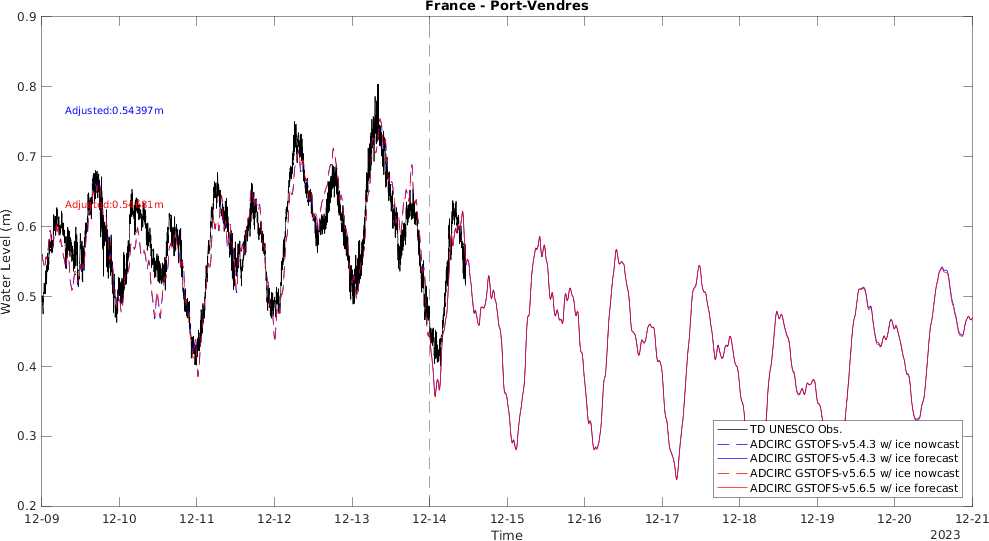 France - Port-Vendres
0.9
0.8
0.7
0.6
0.5
0.4
0.3
0.2
Water Level (m)
Adjusted:0.54397m
TD UNESCO Obs.
ADCIRC GSTOFS-v5.4.3 w/ ice nowcast
ADCIRC GSTOFS-v5.4.3 w/ ice forecast
ADCIRC GSTOFS-v5.6.5 w/ ice nowcast
ADCIRC GSTOFS-v5.6.5 w/ ice forecast
12-09 12-10 12-11 12-12 12-13 12-14 12-15 12-16 12-17 12-18 12-19 12-20 12-21
Time
2023